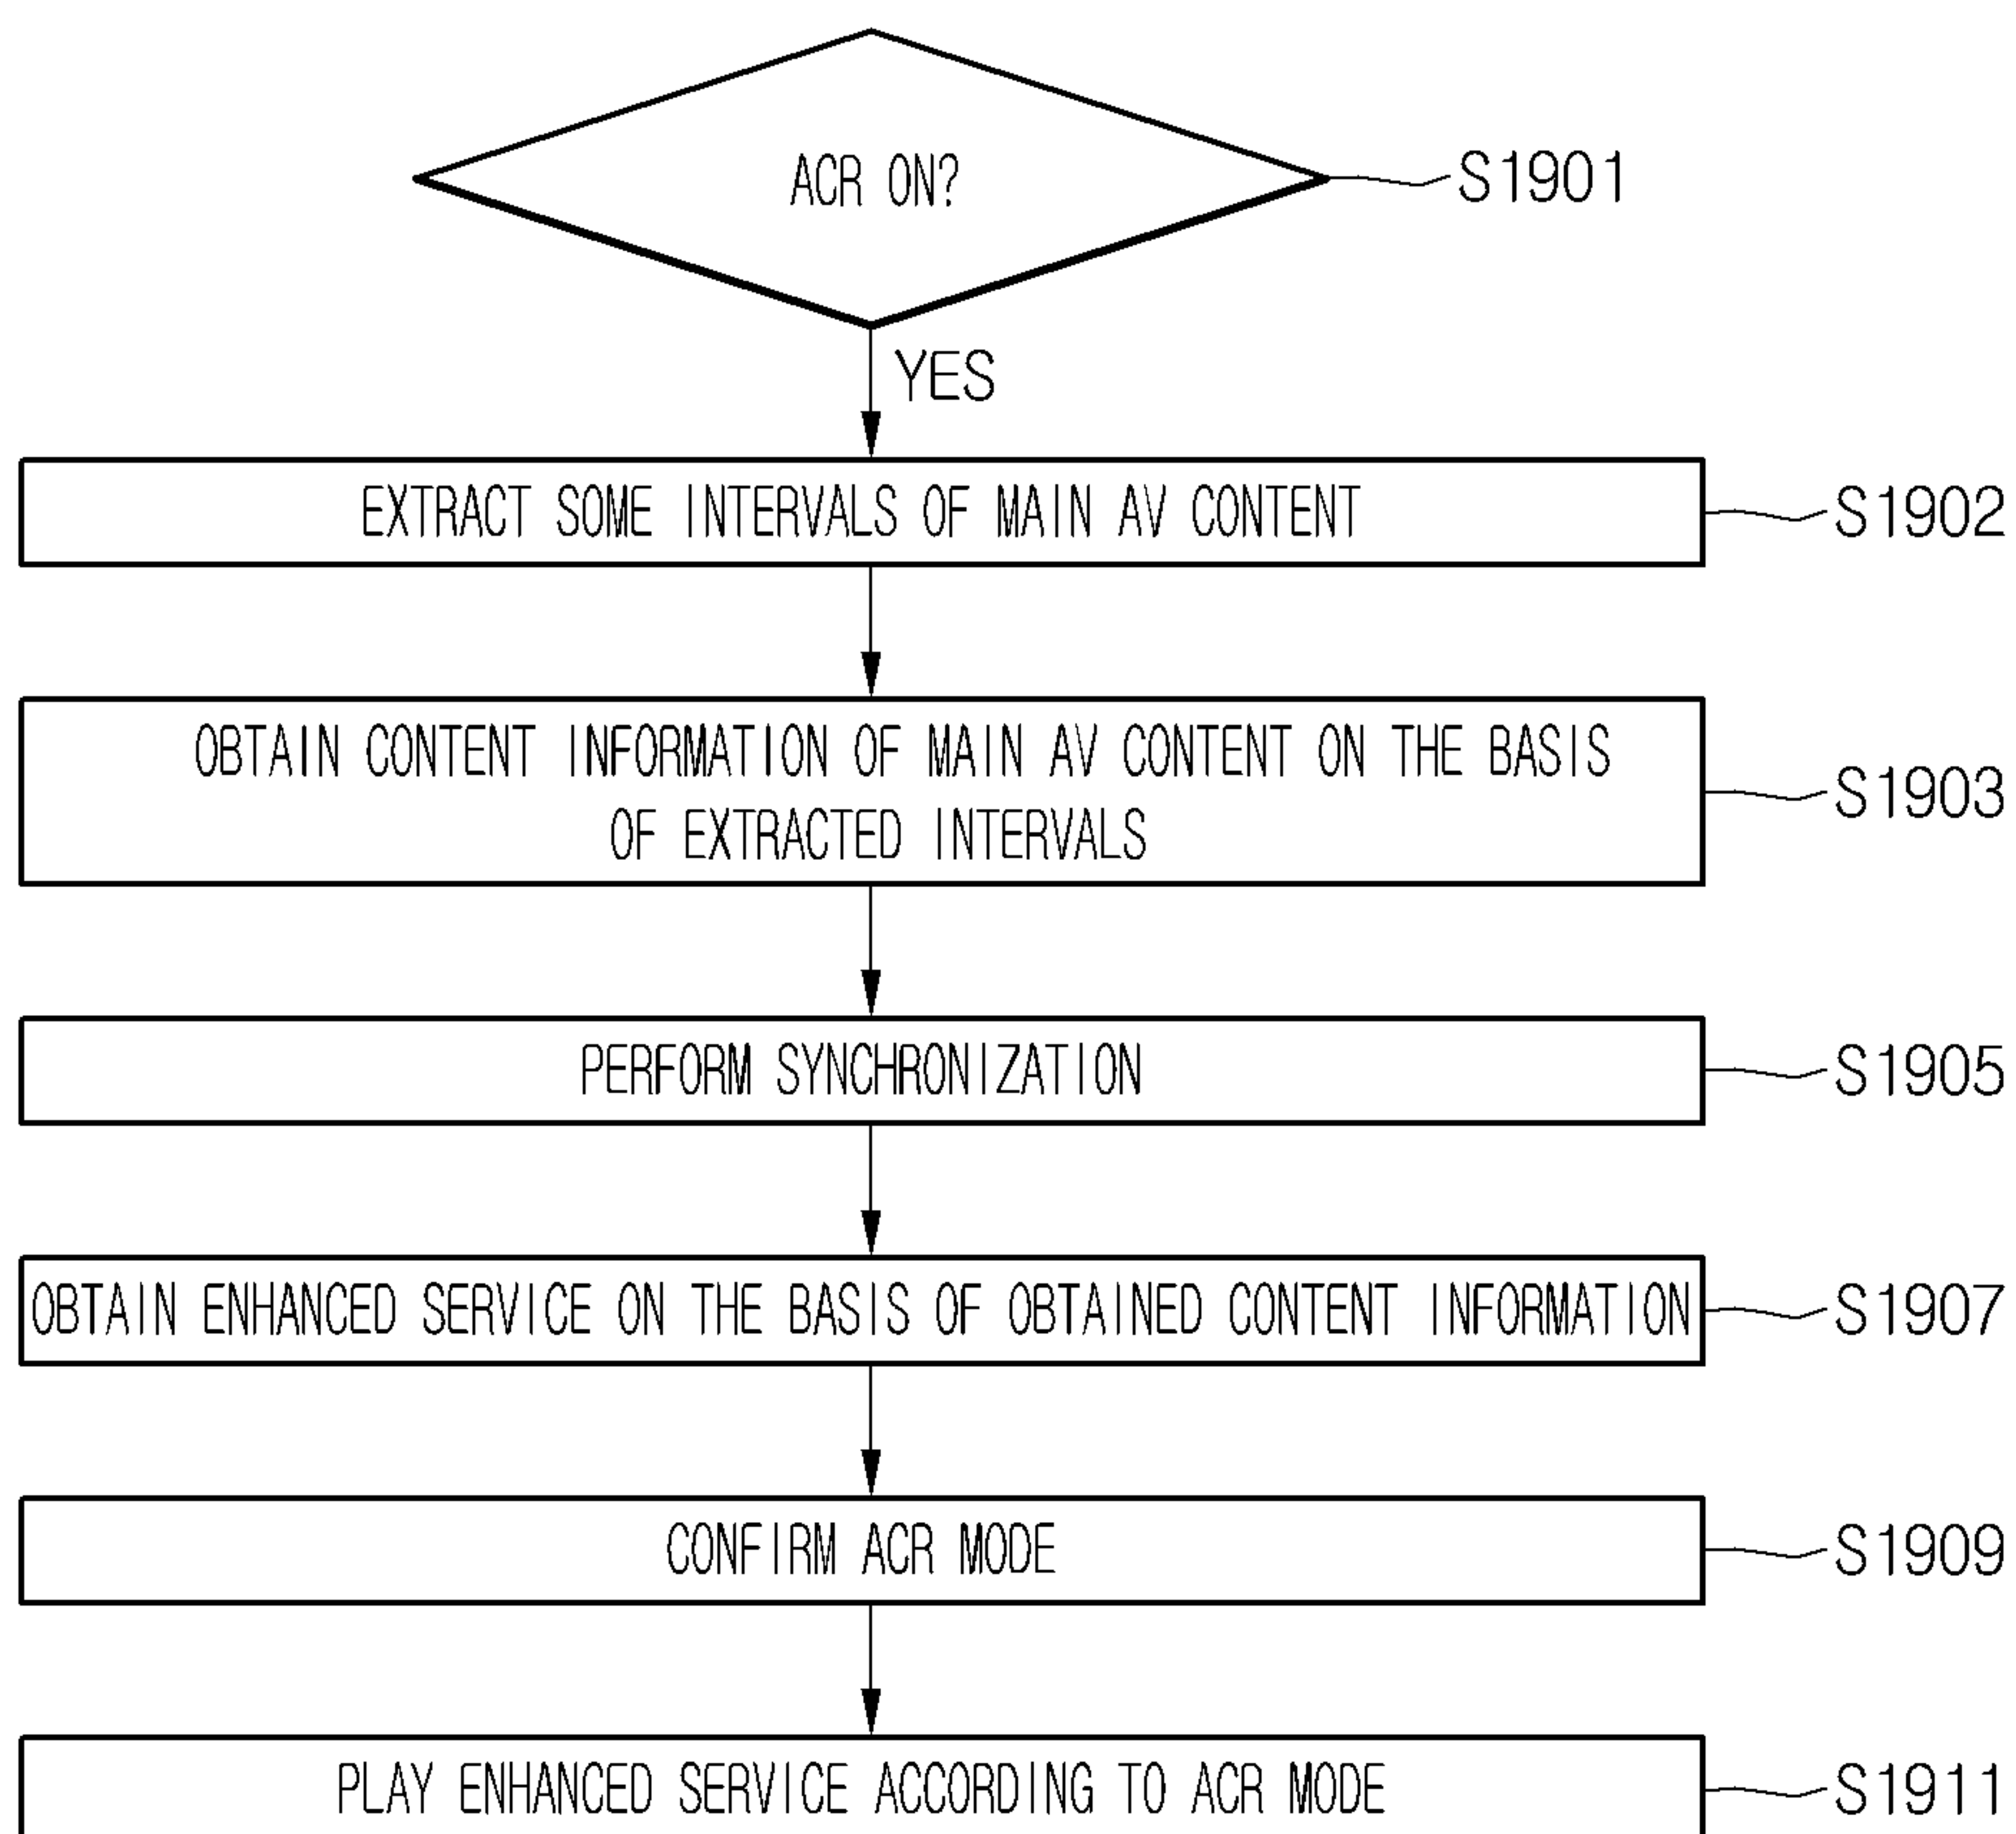 ACR ON?
S1901
YES
EXTRACT SOME INTERVALS OF MAIN AV CONTENT
S1902
OBTAIN CONTENT INFORMATION OF MAIN AV CONTENT ON THE BASIS
OF EXTRACTED INTERVALS
S1903
PERFORM SYNCHRONIZATION
S1905
OBTAIN ENHANCED SERVICE ON THE BASIS OF OBTAINED CONTENT INFORMATION
S1907
CONFIRM ACR MODE
S1909
PLAY ENHANCED SERVICE ACCORDING TO ACR MODE
S1911